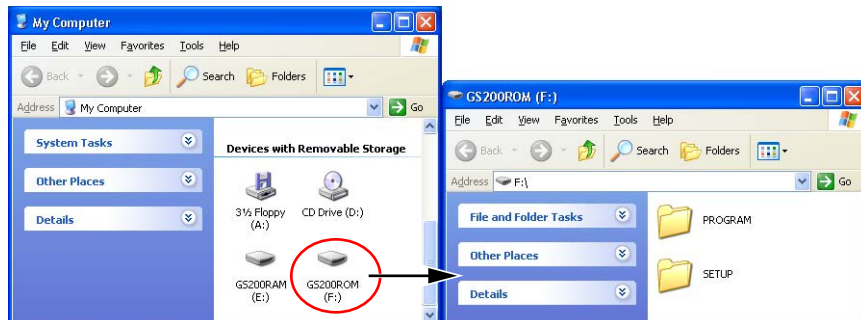 My Computer
File Edit View Favorites Tools Help
Back Search Folders
Address My Computer Go
System Tasks
Other Places
Details
Devices with Removable Storage
3½ Floppy (A:)
CD Drive (D:)
GS200RAM (E:)
GS200ROM (F:)
GS200ROM (F:)
File Edit View Favorites Tools Help
Back Search Folders
Address F:\ Go
File and Folder Tasks
Other Places
Details
PROGRAM
SETUP